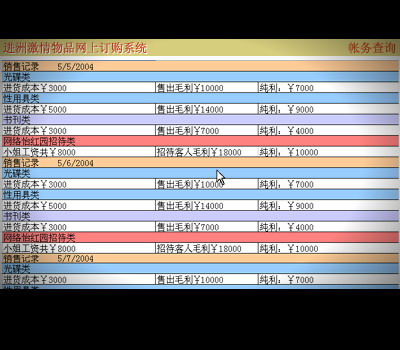 进洲激情物品网上订购系统 帐务查询
销售记录 5/5/2004
光碟类
进货成本￥3000 售出毛利￥10000 纯利：￥7000
性用具类
进货成本￥5000 售出毛利￥14000 纯利：￥9000
书刊类
进货成本￥3000 售出毛利￥7000 纯利：￥4000
网络怡红园招待类
小姐工资共￥8000 招待客人毛利￥18000 纯利：￥10000
销售记录 5/6/2004
光碟类
进货成本￥3000 售出毛利￥10000 纯利：￥7000
性用具类
进货成本￥5000 售出毛利￥14000 纯利：￥9000
书刊类
进货成本￥3000 售出毛利￥7000 纯利：￥4000
网络怡红园招待类
小姐工资共￥8000 招待客人毛利￥18000 纯利：￥10000
销售记录 5/7/2004
光碟类
进货成本￥3000 售出毛利￥10000 纯利：￥7000